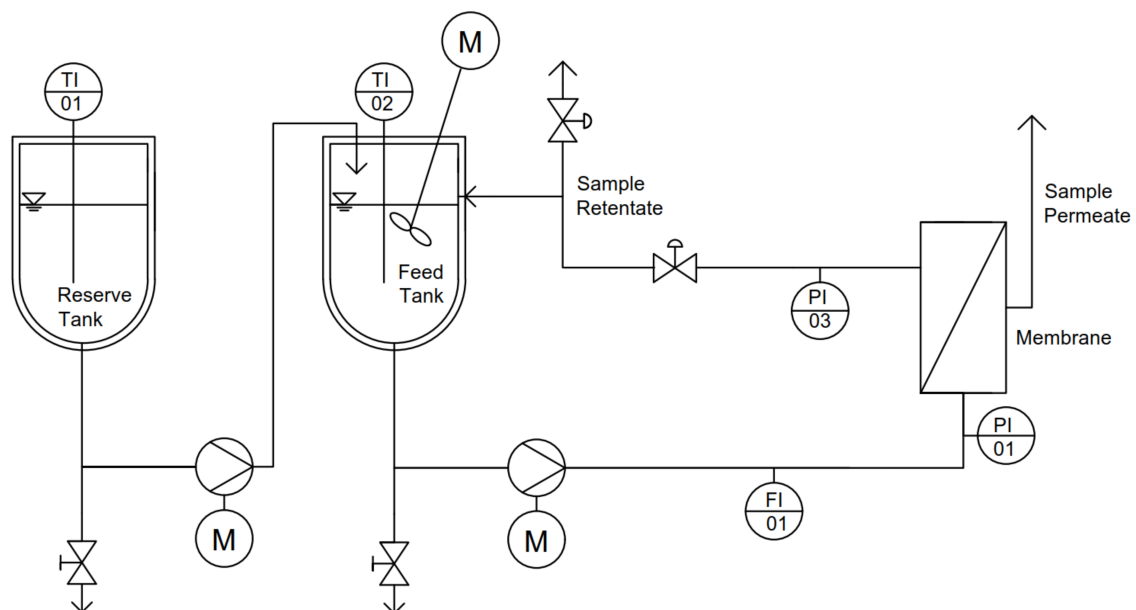 M
TI
01
TI
02
Sample
Retentate
Sample
Permeate
Reserve
Tank
Feed
Tank
PI
03
Membrane
PI
01
FI
01
M
M